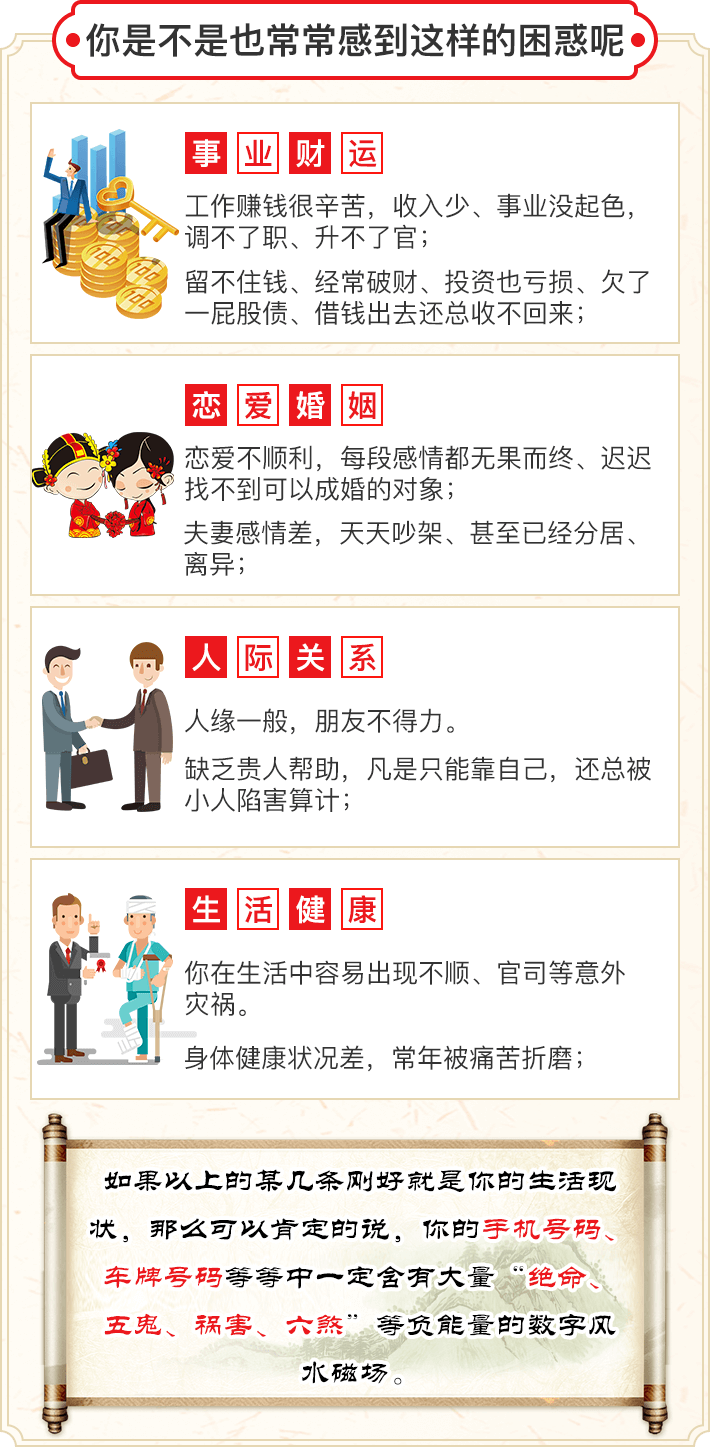 你是不是也常常感到这样的困惑呢
事业财运
工作赚钱很辛苦，收入少、事业没起色，
调不了职、升不了官；
留不住钱、经常破财、投资也亏损、欠了
一屁股债、借钱出去还总收不回来；
恋爱婚姻
恋爱不顺利，每段感情都无果而终、迟迟
找不到可以成婚的对象；
夫妻感情差，天天吵架、甚至已经分居、
离异；
人际关系
人缘一般，朋友不得力。
缺乏贵人帮助，凡是只能靠自己，还总被
小人陷害算计；
生活健康
你在生活中容易出现不顺、官司等意外
灾祸。
身体健康状况差，常年被痛苦折磨；
如果以上的某几条刚好就是你的生活现
状，那么可以肯定的说，你的手机号码、
车牌号码等等中一定含有大量“绝命、
五鬼、祸害、六煞”等负能量的数字风
水磁场。
100
100
100